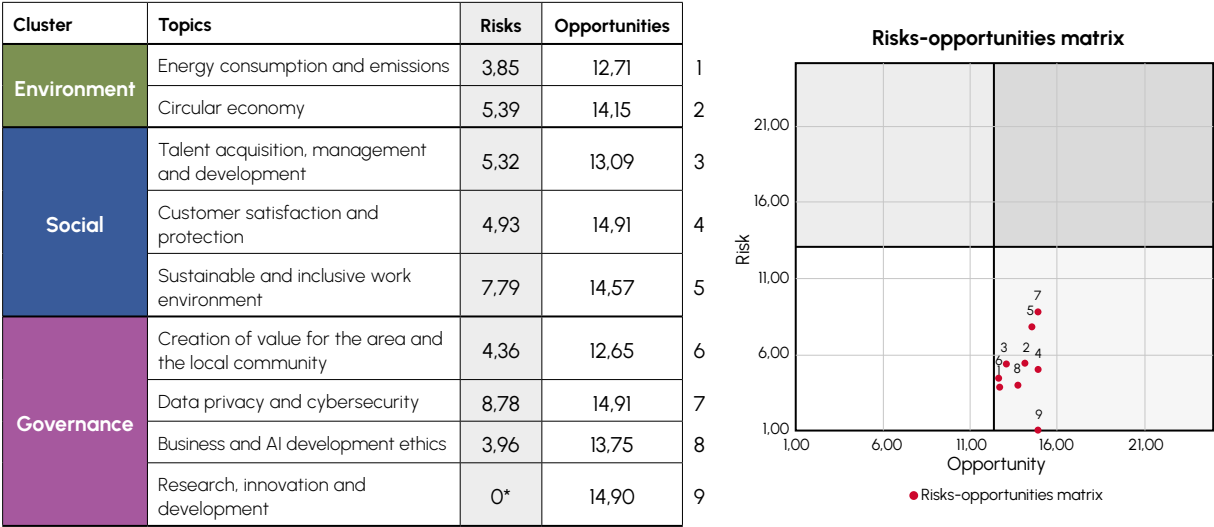 Cluster Topics Risks Opportunities
Environment
Energy consumption and emissions 3,85 12,71 1
Circular economy 5,39 14,15 2
Social
Talent acquisition, management
and development 5,32 13,09 3
Customer satisfaction and
protection 4,93 14,91 4
Sustainable and inclusive work
environment 7,79 14,57 5
Governance
Creation of value for the area and
the local community 4,36 12,65 6
Data privacy and cybersecurity 8,78 14,91 7
Business and AI development ethics 3,96 13,75 8
Research, innovation and
development 0* 14,90 9
Risks-opportunities matrix
21,00
16,00
Risk
11,00
7
5
6,00
3 2 4
6
1 8
9
1,00
1,00 6,00 11,00 16,00 21,00
Opportunity
Risks-opportunities matrix